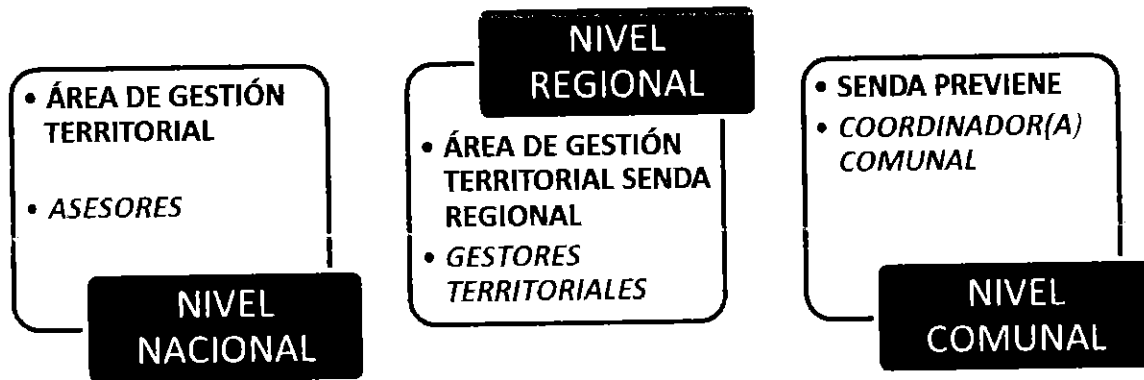 • ÁREA DE GESTIÓN
TERRITORIAL
• ASESORES
NIVEL
NACIONAL
NIVEL
REGIONAL
• ÁREA DE GESTIÓN
TERRITORIAL SENDA
REGIONAL
• GESTORES
TERRITORIALES
• SENDA PREVIENE
• COORDINADOR(A)
COMUNAL
NIVEL
COMUNAL